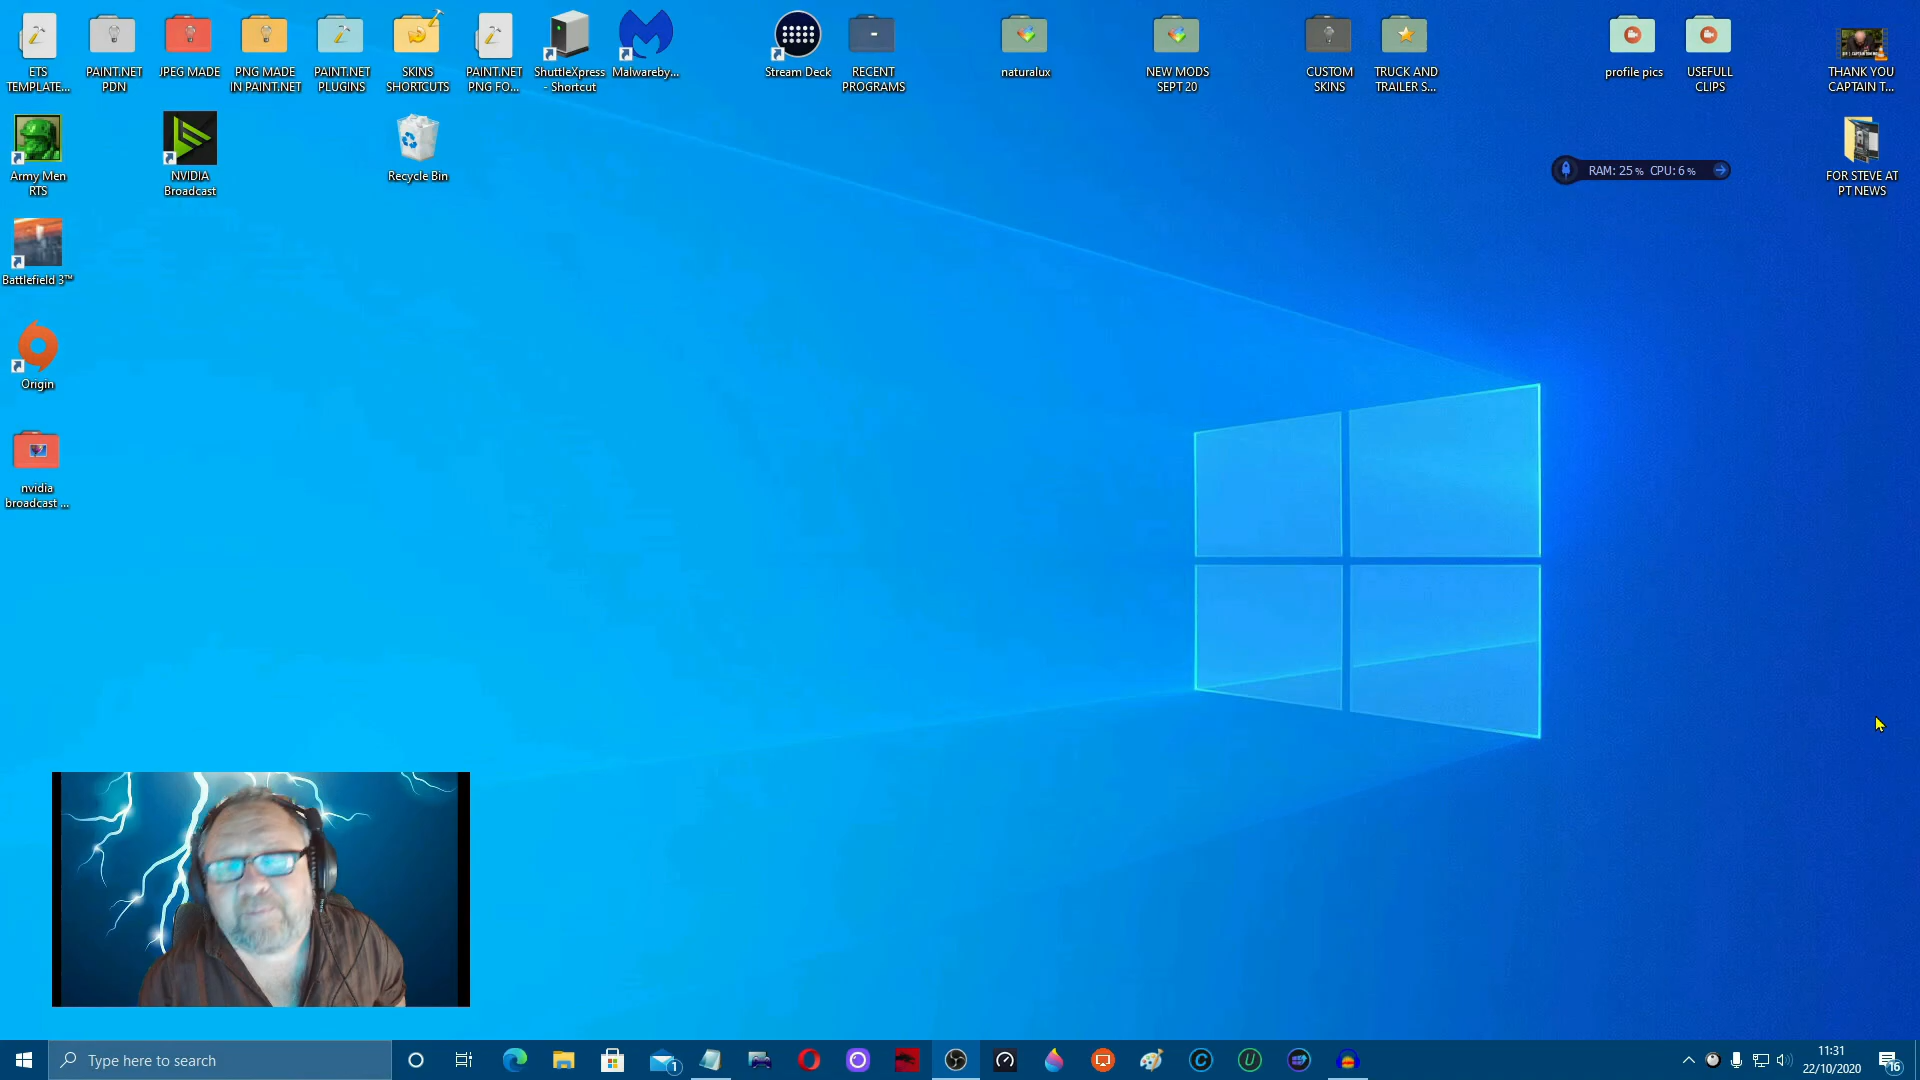 ETS
TEMPLATE...
PAINT.NET
PDN
JPEG MADE
PNG MADE
IN PAINT.NET
PAINT.NET
PLUGINS
SKINS
SHORTCUTS
PAINT.NET
PNG FO...
ShuttleXpress
- Shortcut
Malwareby...
Stream Deck
RECENT
PROGRAMS
naturalux
NEW MODS
SEPT 20
CUSTOM
SKINS
TRUCK AND
TRAILER S...
profile pics
USEFULL
CLIPS
THANK YOU
CAPTAIN T...
Army Men
RTS
NVIDIA
Broadcast
Recycle Bin
RAM: 25% CPU: 6%
FOR STEVE AT
PT NEWS
Battlefield 3™
Origin
nvidia
broadcast ...
Type here to search
1
11:31
22/10/2020
16